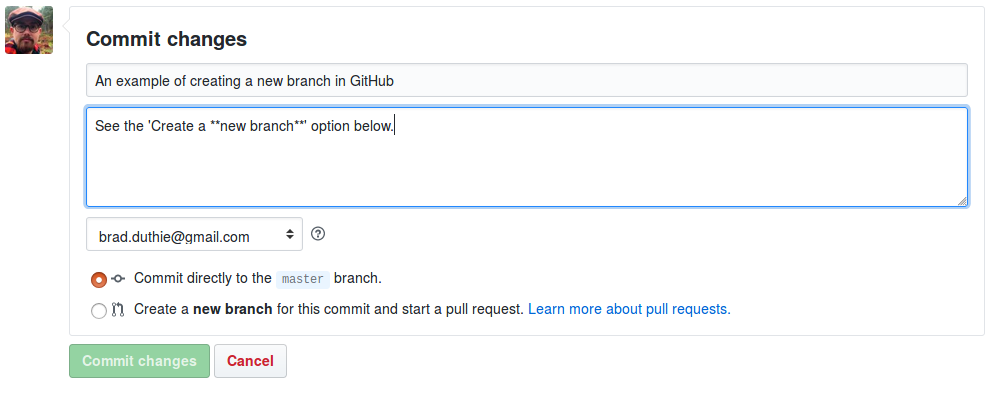 Commit changes
An example of creating a new branch in GitHub
See the 'Create a **new branch**' option below.
brad.duthie@gmail.com
Commit directly to the master branch.
Create a new branch for this commit and start a pull request. Learn more about pull requests.
Commit changes Cancel